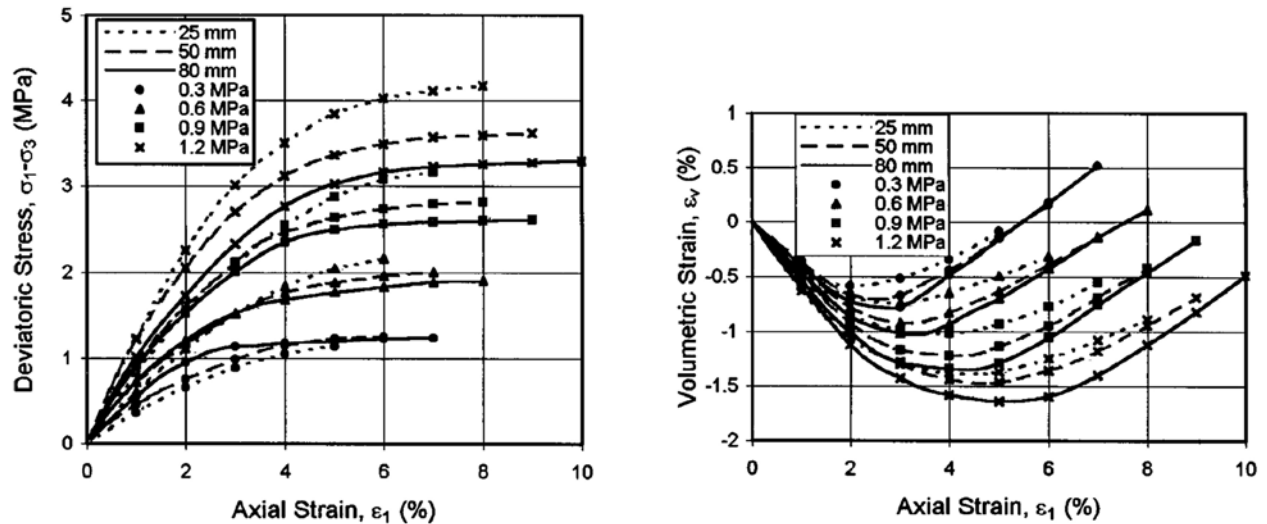 Deviatoric Stress, σ1-σ3 (MPa)
5
4
3
2
1
0
25 mm
50 mm
80 mm
0.3 MPa
0.6 MPa
0.9 MPa
1.2 MPa
0 2 4 6 8 10
Axial Strain, ε1 (%)
Volumetric Strain, εv (%)
1
0.5
0
-0.5
-1
-1.5
-2
25 mm
50 mm
80 mm
0.3 MPa
0.6 MPa
0.9 MPa
1.2 MPa
0 2 4 6 8 10
Axial Strain, ε1 (%)